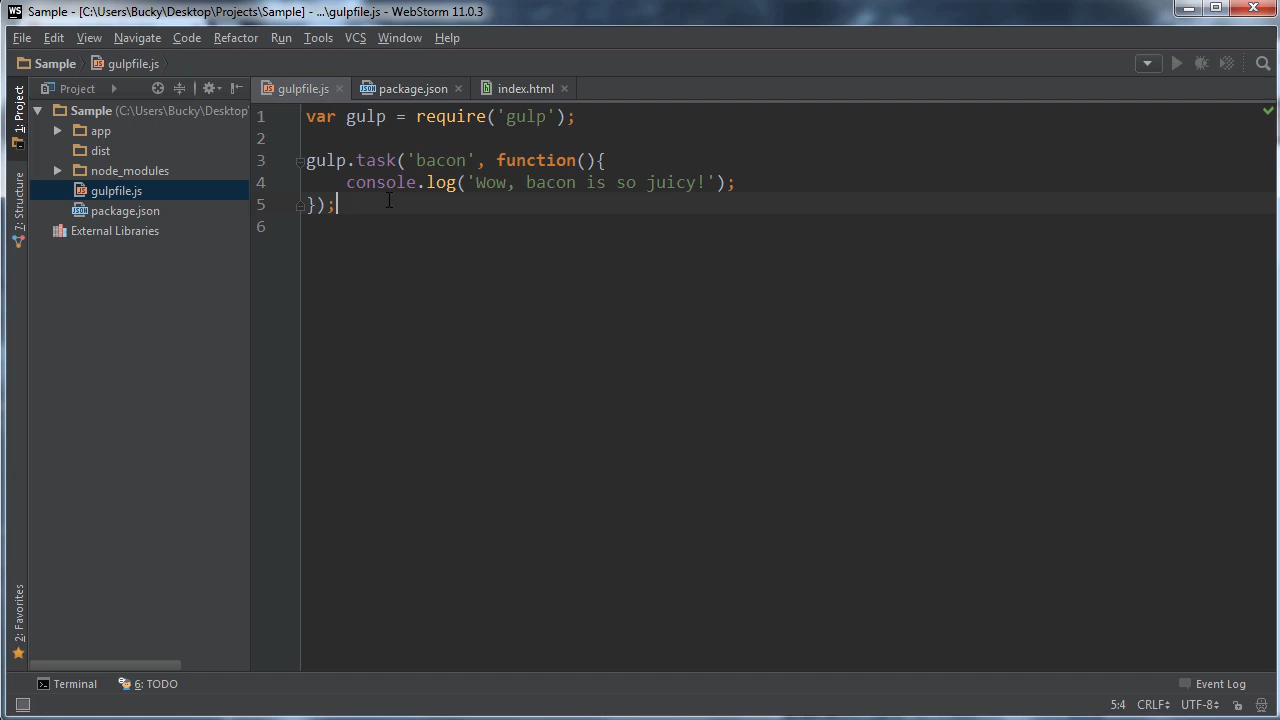 WS Sample - [C:\Users\Bucky\Desktop\Projects\Sample] - ...\gulpfile.js - WebStorm 11.0.3
File Edit View Navigate Code Refactor Run Tools VCS Window Help
Sample gulpfile.js
Project gulpfile.js package.json index.html
1: Project
7: Structure
2: Favorites
Sample (C:\Users\Bucky\Desktop
app
dist
node_modules
gulpfile.js
package.json
External Libraries
1 var gulp = require('gulp');
2
3 gulp.task('bacon', function(){
4 console.log('Wow, bacon is so juicy!');
5 });
6
Terminal 6: TODO Event Log
5:4 CRLF UTF-8